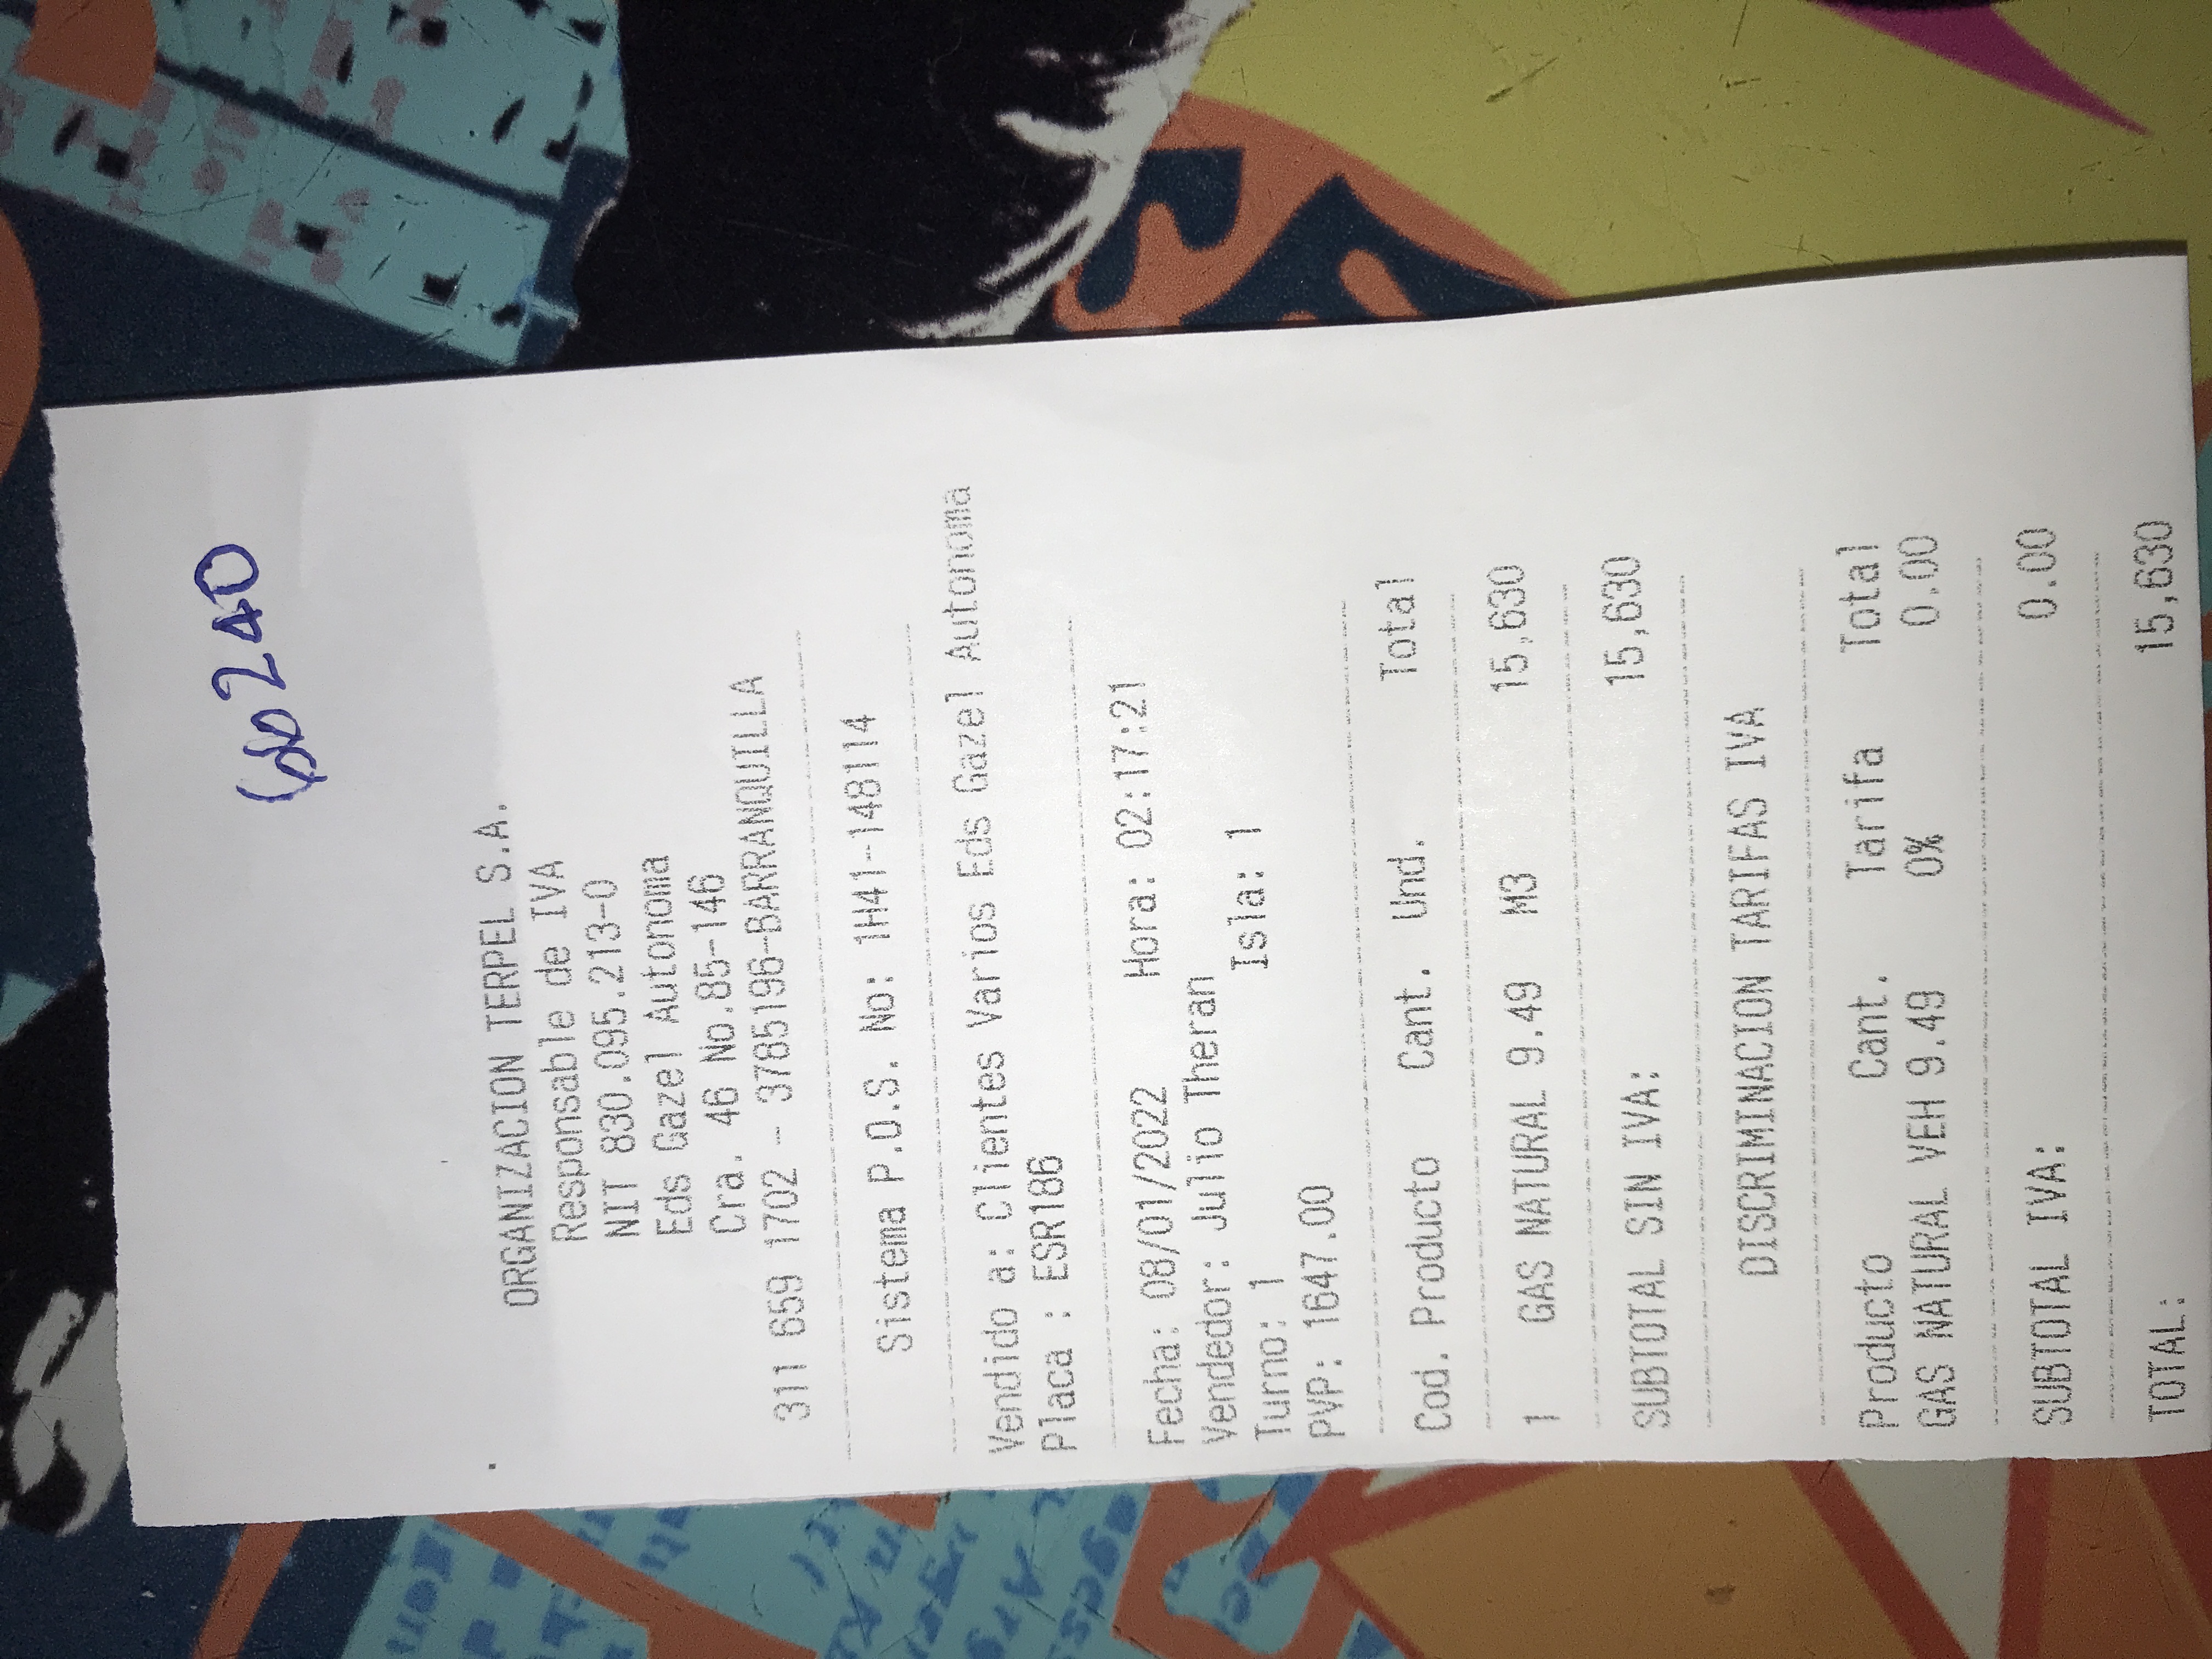 ORGANIZACION TERPEL S.A.
Responsable de IVA
NIT 830.095.213-0
Eds Gazel Autonoma
Cra. 46 No.85-146
311 659 1702 - 3785196-BARRANQUILLA
Sistema P.O.S. No: 1H41-148114
Vendido a: Clientes Varios Eds Gazel Autonoma
Placa : ESR186
Fecha: 08/01/2022 Hora: 02:17:21
Vendedor: Julio Theran
Turno: 1 Isla: 1
PVP: 1647.00
Cod. Producto Cant. Und. Total
1 GAS NATURAL 9.49 M3 15,630
SUBTOTAL SIN IVA: 15,630
DISCRIMINACION TARIFAS IVA
Producto Cant. Tarifa Total
GAS NATURAL VEH 9.49 0% 0.00
SUBTOTAL IVA: 0.00
TOTAL: 15,630